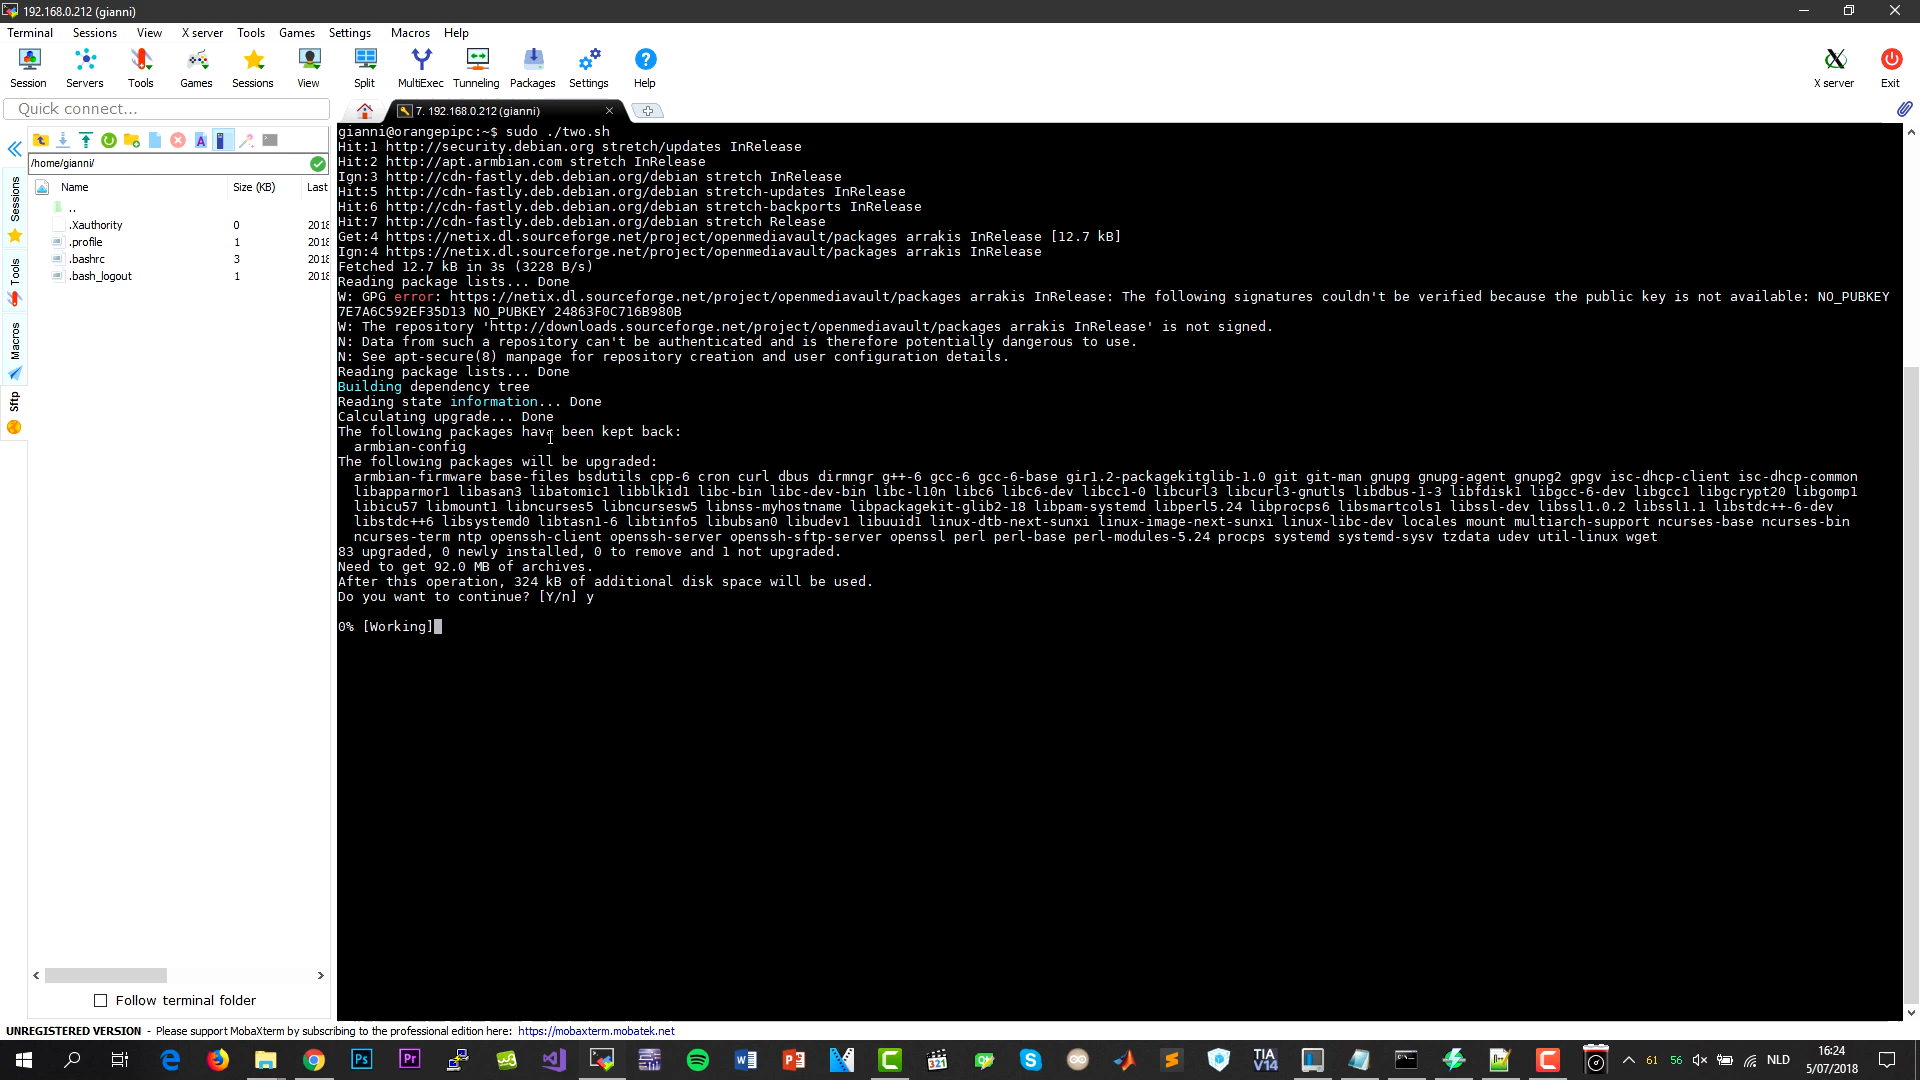 192.168.0.212 (gianni)
Terminal Sessions View X server Tools Games Settings Macros Help
Session Servers Tools Games Sessions View Split MultiExec Tunneling Packages Settings Help X server Exit
Quick connect...
7. 192.168.0.212 (gianni)
/home/gianni/
Name Size (KB) Last
..
.Xauthority 0 2018
.profile 1 2018
.bashrc 3 2018
.bash_logout 1 2018
Sessions
Tools
Macros
Sftp
gianni@orangepipc:~$ sudo ./two.sh
Hit:1 http://security.debian.org stretch/updates InRelease
Hit:2 http://apt.armbian.com stretch InRelease
Ign:3 http://cdn-fastly.deb.debian.org/debian stretch InRelease
Hit:5 http://cdn-fastly.deb.debian.org/debian stretch-updates InRelease
Hit:6 http://cdn-fastly.deb.debian.org/debian stretch-backports InRelease
Hit:7 http://cdn-fastly.deb.debian.org/debian stretch Release
Get:4 https://netix.dl.sourceforge.net/project/openmediavault/packages arrakis InRelease [12.7 kB]
Ign:4 https://netix.dl.sourceforge.net/project/openmediavault/packages arrakis InRelease
Fetched 12.7 kB in 3s (3228 B/s)
Reading package lists... Done
W: GPG error: https://netix.dl.sourceforge.net/project/openmediavault/packages arrakis InRelease: The following signatures couldn't be verified because the public key is not available: NO_PUBKEY
7E7A6C592EF35D13 NO_PUBKEY 24863F0C716B980B
W: The repository 'http://downloads.sourceforge.net/project/openmediavault/packages arrakis InRelease' is not signed.
N: Data from such a repository can't be authenticated and is therefore potentially dangerous to use.
N: See apt-secure(8) manpage for repository creation and user configuration details.
Reading package lists... Done
Building dependency tree
Reading state information... Done
Calculating upgrade... Done
The following packages have been kept back:
armbian-config
The following packages will be upgraded:
armbian-firmware base-files bsdutils cpp-6 cron curl dbus dirmngr g++-6 gcc-6 gcc-6-base gir1.2-packagekitglib-1.0 git git-man gnupg gnupg-agent gnupg2 gpgv isc-dhcp-client isc-dhcp-common
libapparmor1 libasan3 libatomic1 libblkid1 libc-bin libc-dev-bin libc-l10n libc6 libc6-dev libcc1-0 libcurl3 libcurl3-gnutls libdbus-1-3 libfdisk1 libgcc-6-dev libgcc1 libgcrypt20 libgomp1
libicu57 libmount1 libncurses5 libncursesw5 libnss-myhostname libpackagekit-glib2-18 libpam-systemd libperl5.24 libprocps6 libsmartcols1 libssl-dev libssl1.0.2 libssl1.1 libstdc++-6-dev
libstdc++6 libsystemd0 libtasn1-6 libtinfo5 libubsan0 libudev1 libuuid1 linux-dtb-next-sunxi linux-image-next-sunxi linux-libc-dev locales mount multiarch-support ncurses-base ncurses-bin
ncurses-term ntp openssh-client openssh-server openssh-sftp-server openssl perl perl-base perl-modules-5.24 procps systemd systemd-sysv tzdata udev util-linux wget
83 upgraded, 0 newly installed, 0 to remove and 1 not upgraded.
Need to get 92.0 MB of archives.
After this operation, 324 kB of additional disk space will be used.
Do you want to continue? [Y/n] y
0% [Working]
Follow terminal folder
UNREGISTERED VERSION - Please support MobaXterm by subscribing to the professional edition here: https://mobaxterm.mobatek.net
Ps Pr TIA V14 321 61 56 NLD 16:24
5/07/2018